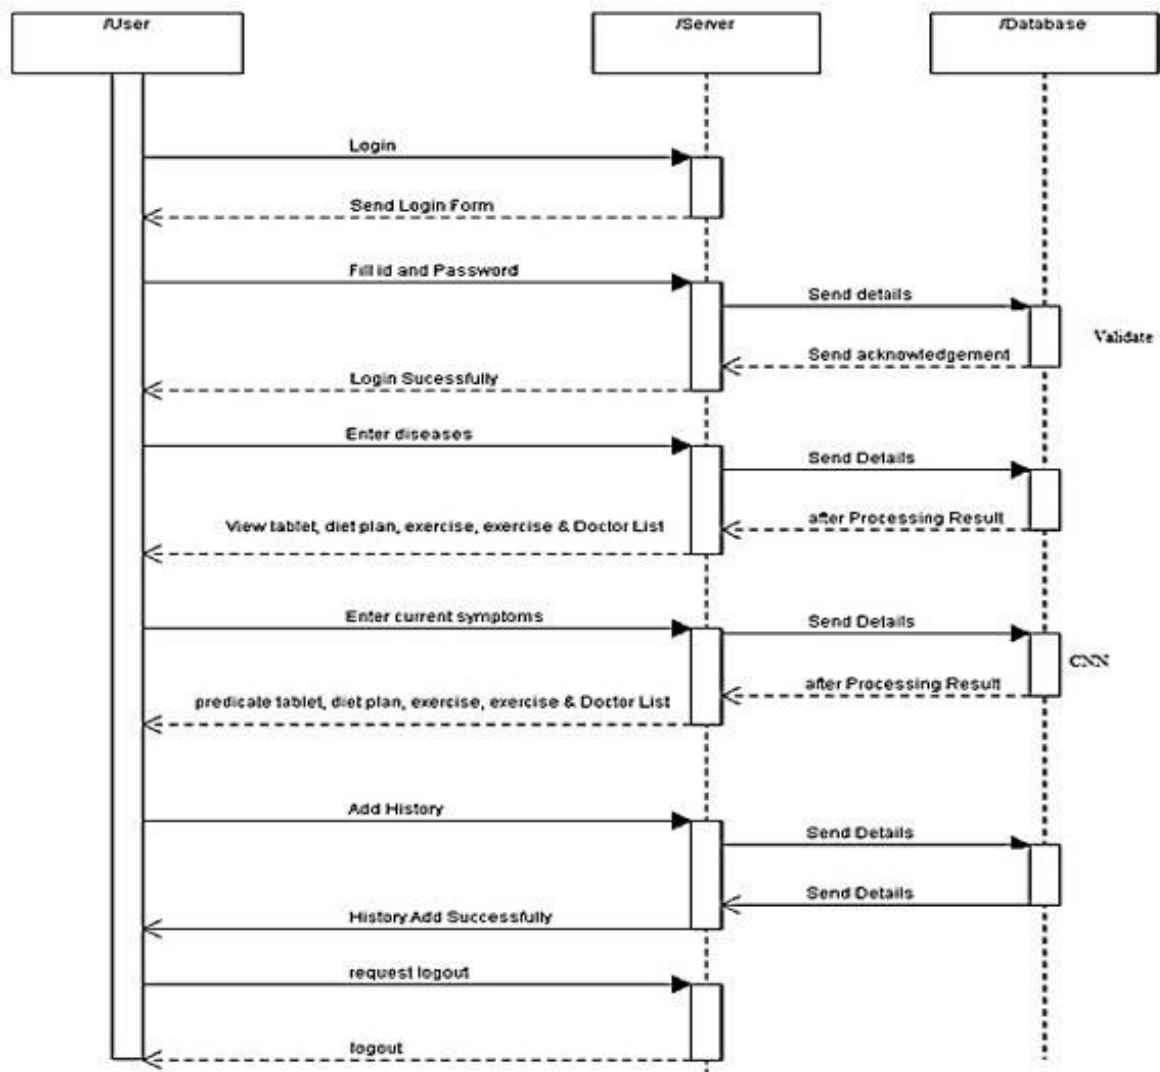 /User
/Server
/Database
Login
Send Login Form
Fill id and Password
Send details
Validate
Send acknowledgement
Login Sucessfully
Enter diseases
Send Details
after Processing Result
View tablet, diet plan, exercise, exercise & Doctor List
Enter current symptoms
Send Details
CNN
after Processing Result
predicate tablet, diet plan, exercise, exercise & Doctor List
Add History
Send Details
Send Details
History Add Successfully
request logout
logout